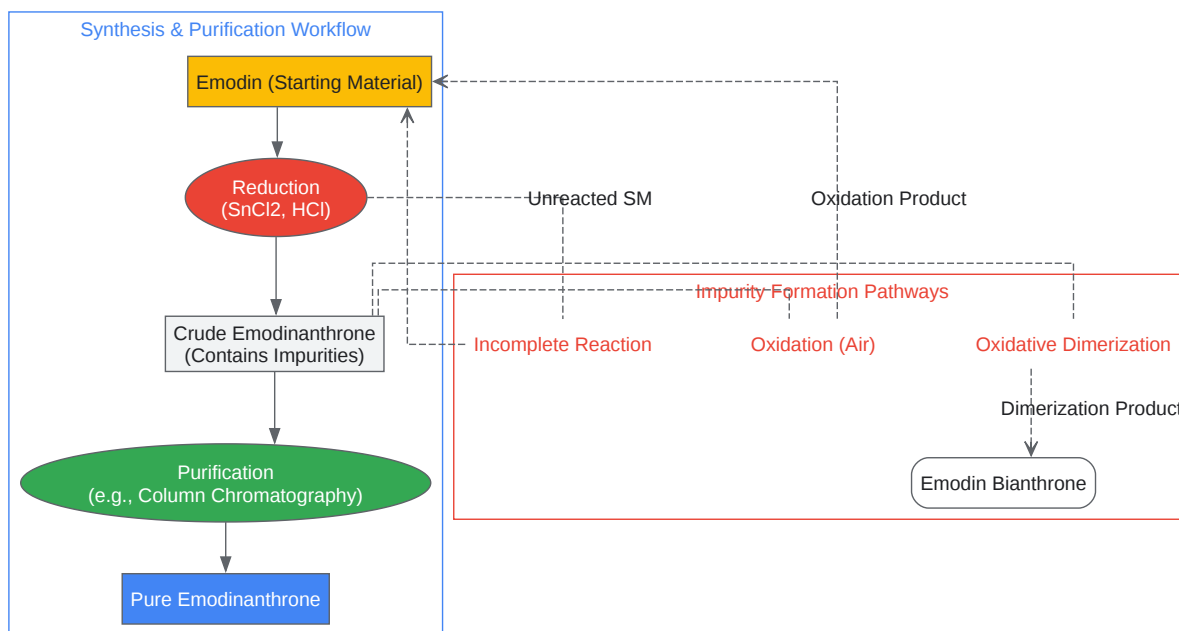 Synthesis & Purification Workflow
Emodin (Starting Material)
Reduction
(SnCl2, HCl)
Unreacted SM
Oxidation Product
Impurity Formation Pathways
Crude Emodinanthrone
(Contains Impurities)
Incomplete Reaction
Oxidation (Air)
Oxidative Dimerization
Dimerization Product
Purification
(e.g., Column Chromatography)
Emodin Bianthrone
Pure Emodinanthrone